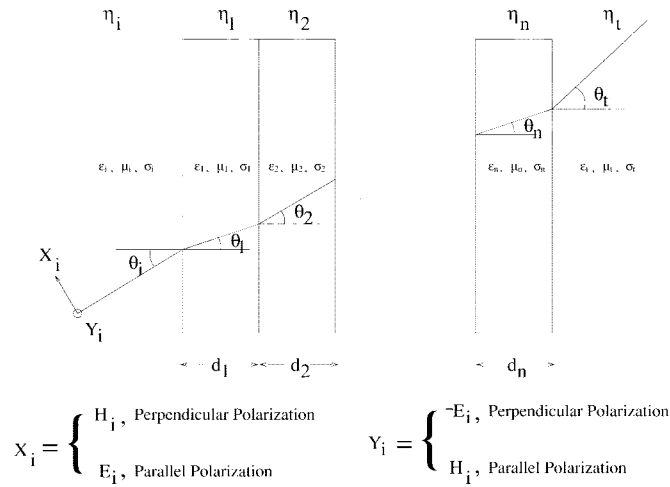 η_i η_1 η_2 η_n η_t
θ_t
θ_n
ε_i, μ_i, σ_i ε_1, μ_1, σ_1 ε_2, μ_2, σ_2 ε_n, μ_n, σ_n ε_t, μ_t, σ_t
θ_2
θ_1
θ_i
X_i
Y_i
d_1 d_2 d_n
X_i = { H_i, Perpendicular Polarization
E_i, Parallel Polarization
Y_i = { -E_i, Perpendicular Polarization
H_i, Parallel Polarization